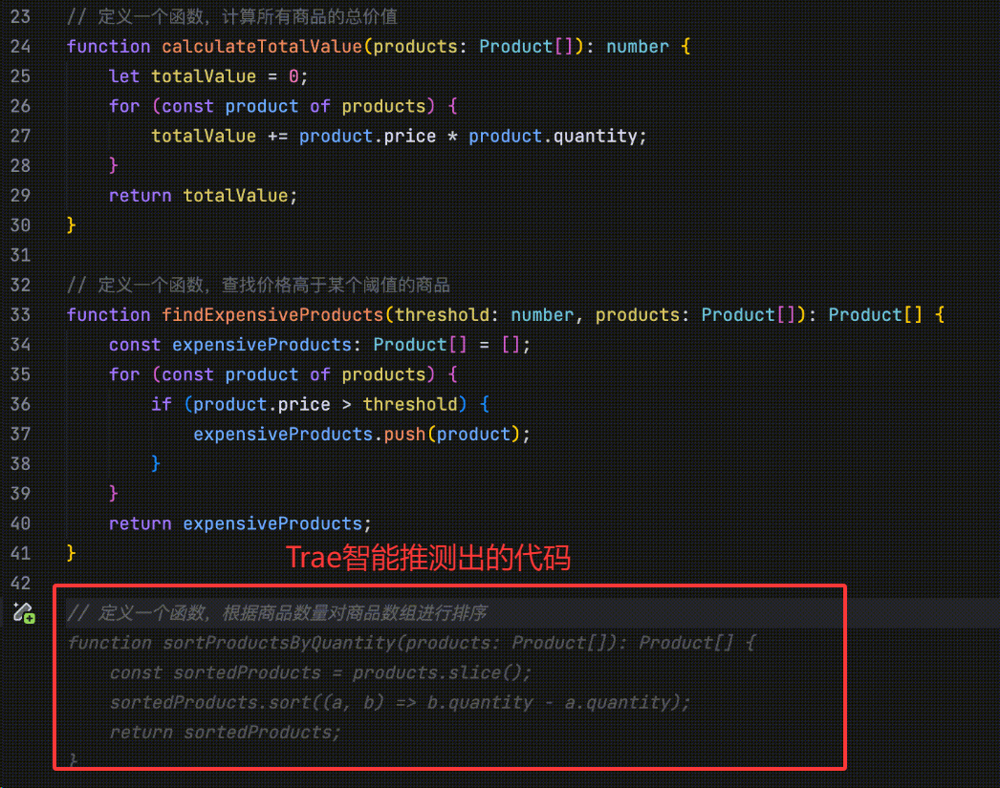 23 // 定义一个函数，计算所有商品的总价值
24 function calculateTotalValue(products: Product[]): number {
25 let totalValue = 0;
26 for (const product of products) {
27 totalValue += product.price * product.quantity;
28 }
29 return totalValue;
30 }
31
32 // 定义一个函数，查找价格高于某个阈值的商品
33 function findExpensiveProducts(threshold: number, products: Product[]): Product[] {
34 const expensiveProducts: Product[] = [];
35 for (const product of products) {
36 if (product.price > threshold) {
37 expensiveProducts.push(product);
38 }
39 }
40 return expensiveProducts;
41 }
Trae智能推测出的代码
42
// 定义一个函数，根据商品数量对商品数组进行排序
function sortProductsByQuantity(products: Product[]): Product[] {
const sortedProducts = products.slice();
sortedProducts.sort((a, b) => b.quantity - a.quantity);
return sortedProducts;
}